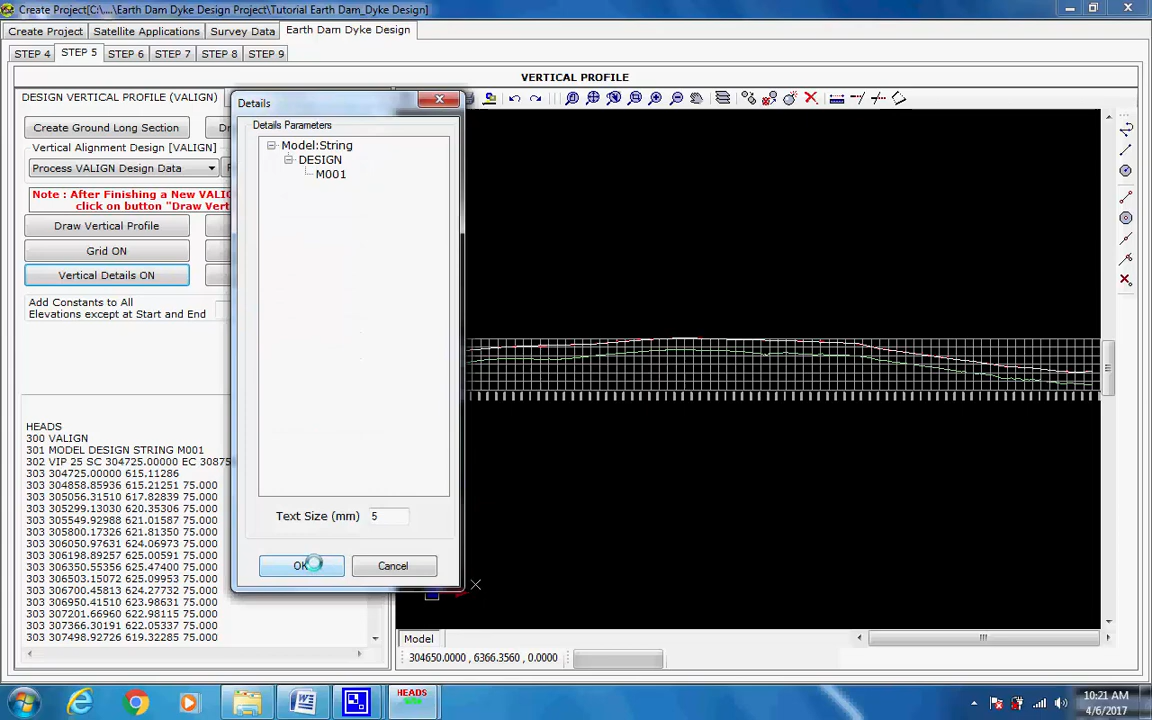 Create Project[C:\...\Earth Dam Dyke Design Project\Tutorial Earth Dam_Dyke Design]
Create Project Satellite Applications Survey Data Earth Dam Dyke Design
STEP 4 STEP 5 STEP 6 STEP 7 STEP 8 STEP 9
VERTICAL PROFILE
DESIGN VERTICAL PROFILE (VALIGN)
Create Ground Long Section
Vertical Alignment Design [VALIGN]
Process VALIGN Design Data
Note : After Finishing a New VALI
click on button "Draw Vert
Draw Vertical Profile
Grid ON
Vertical Details ON
Add Constants to All
Elevations except at Start and End
HEADS
300 VALIGN
301 MODEL DESIGN STRING M001
302 VIP 25 SC 304725.00000 EC 30875
303 304725.00000 615.11286
303 304858.85936 615.21516 75.000
303 305056.31510 617.82839 75.000
303 305299.13030 620.35306 75.000
303 305549.92988 621.01587 75.000
303 305800.17326 621.81350 75.000
303 306050.97631 624.06973 75.000
303 306198.89257 625.00591 75.000
303 306299.62354 625.47400 75.000
303 306503.15072 625.09953 75.000
303 306700.45811 624.27732 75.000
303 306950.41510 623.98631 75.000
303 307201.66960 622.98115 75.000
303 307366.30191 622.05337 75.000
303 307498.92726 619.32285 75.000
Details
Details Parameters
Model:String
DESIGN
M001
Text Size (mm) 5
OK Cancel
Model
304650.0000 , 6366.3560 , 0.0000
HEADS
10:21 AM
4/6/2017